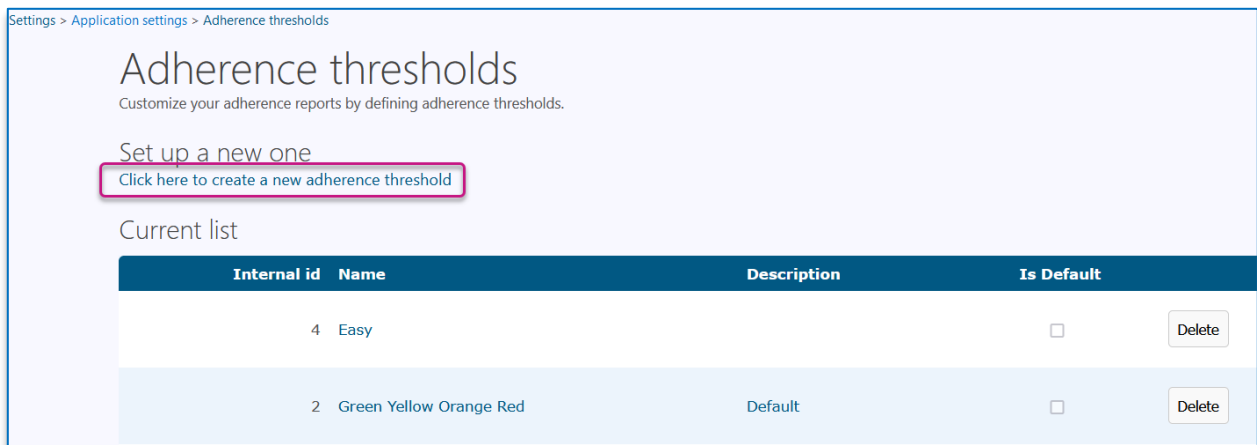 Settings > Application settings > Adherence thresholds
Adherence thresholds
Customize your adherence reports by defining adherence thresholds.
Set up a new one
Click here to create a new adherence threshold
Current list
Internal id Name Description Is Default
4 Easy Delete
2 Green Yellow Orange Red Default Delete